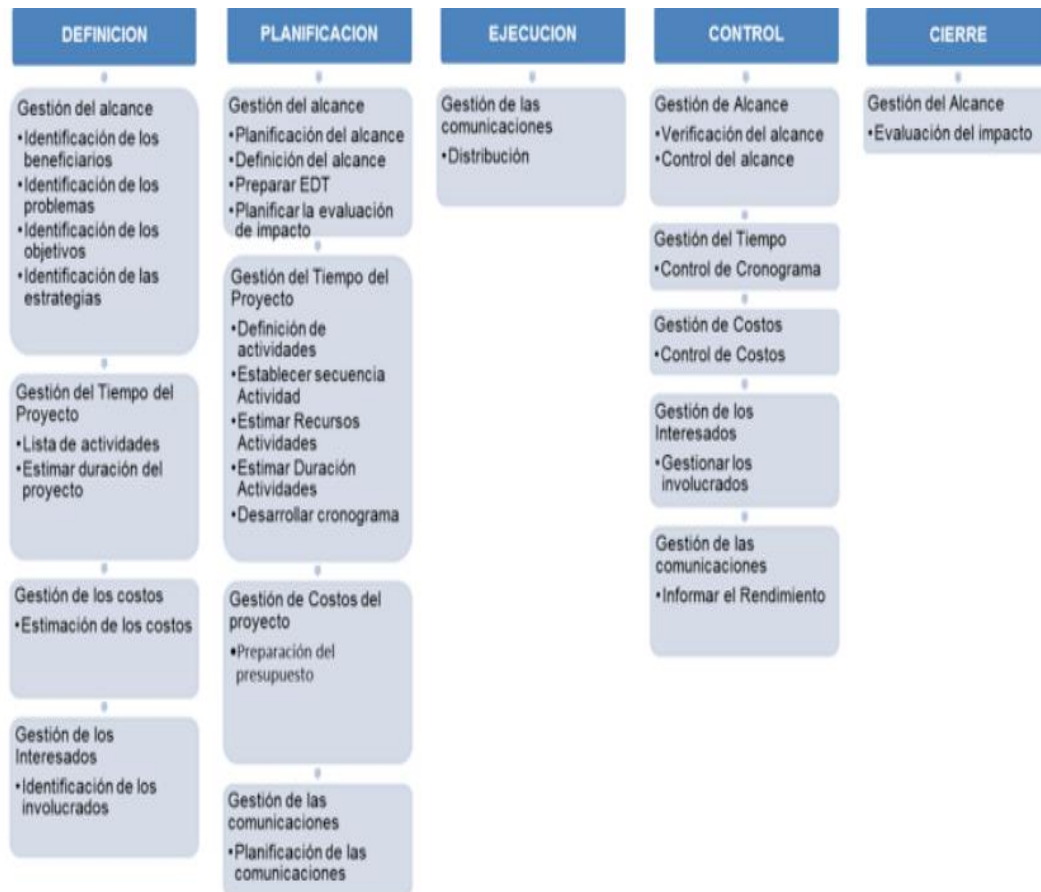 DEFINICION
Gestión del alcance
•Identificación de los
beneficiarios
•Identificación de los
problemas
•Identificación de los
objetivos
•Identificación de las
estrategias
Gestión del Tiempo del
Proyecto
•Lista de actividades
•Estimar duración del
proyecto
Gestión de los costos
•Estimación de los costos
Gestión de los
Interesados
•Identificación de los
involucrados
PLANIFICACION
Gestión del alcance
•Planificación del alcance
•Definición del alcance
•Preparar EDT
•Planificar la evaluación
de impacto
Gestión del Tiempo del
Proyecto
•Definición de
actividades
•Establecer secuencia
Actividad
•Estimar Recursos
Actividades
•Estimar Duración
Actividades
•Desarrollar cronograma
Gestión de Costos del
proyecto
•Preparación del
presupuesto
Gestión de las
comunicaciones
•Planificación de las
comunicaciones
EJECUCION
Gestión de las
comunicaciones
•Distribución
CONTROL
Gestión de Alcance
•Verificación del alcance
•Control del alcance
Gestión del Tiempo
•Control de Cronograma
Gestión de Costos
•Control de Costos
Gestión de los
Interesados
•Gestionar los
involucrados
Gestión de las
comunicaciones
•Informar el Rendimiento
CIERRE
Gestión del Alcance
•Evaluación del impacto